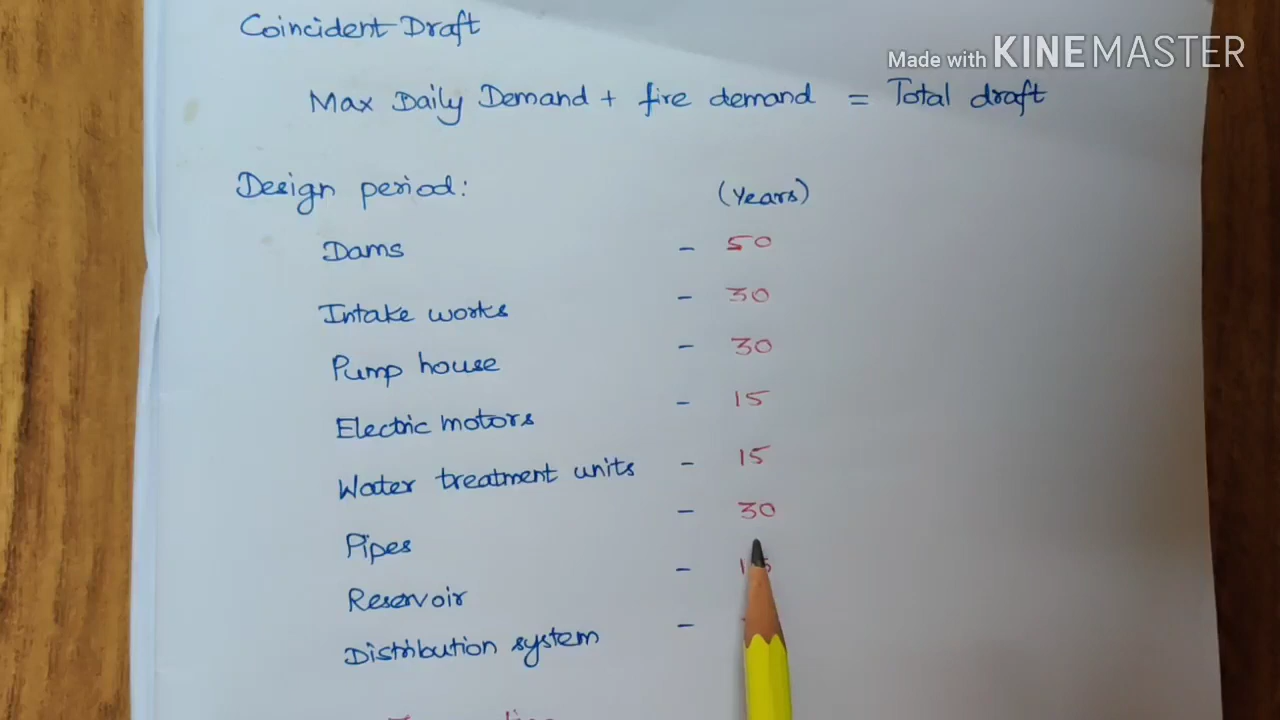 Coincident Draft
Made with KINEMASTER
Max Daily Demand + fire demand = Total draft
Design period: (Years)
Dams - 50
Intake works - 30
Pump house - 30
Electric motors - 15
Water treatment units - 15
Pipes - 30
Reservoir -
Distribution system -